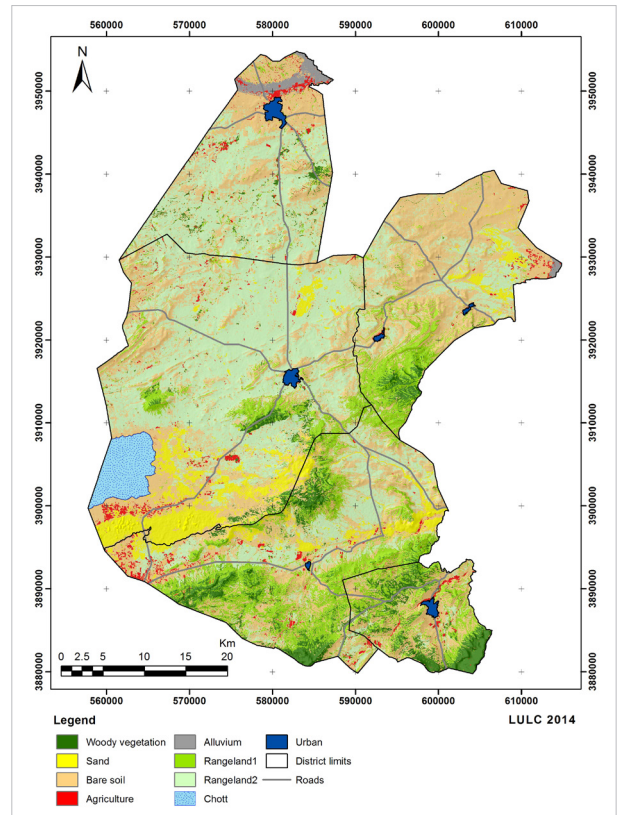 560000 570000 580000 590000 600000 610000
N
3950000 3950000
3940000 3940000
3930000 3930000
3920000 3920000
3910000 3910000
3900000 3900000
3890000 3890000
3880000 3880000
Km
0 2.5 5 10 15 20
560000 570000 580000 590000 600000 610000
Legend LULC 2014
Woody vegetation Alluvium Urban
Sand Rangeland1 District limits
Bare soil Rangeland2 Roads
Agriculture Chott